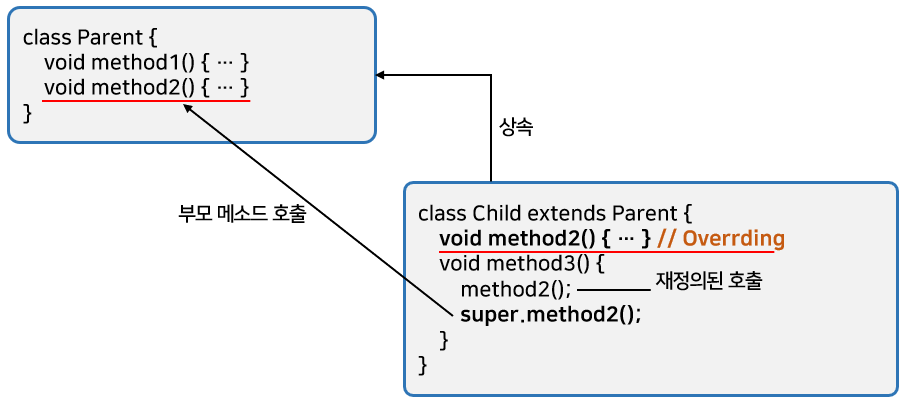 class Parent {
void method1() { ··· }
void method2() { ··· }
}
상속
부모 메소드 호출
class Child extends Parent {
void method2() { ··· } // Overrding
void method3() {
method2();
재정의된 호출
super.method2();
}
}